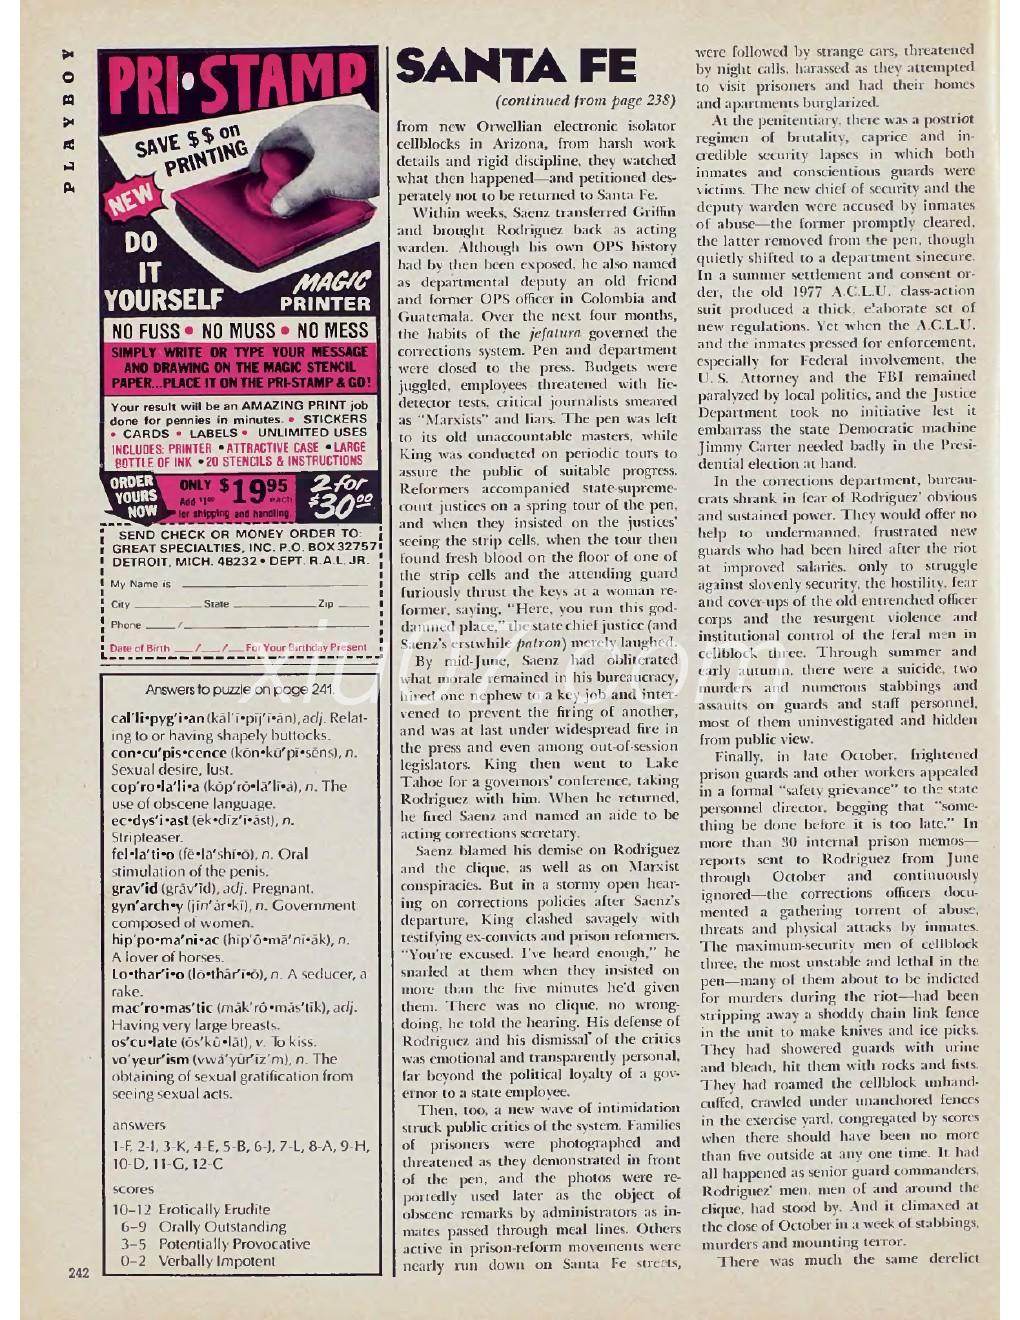 PLAYBOY
PRI·STAMP
SAVE $$ on
PRINTING
NEW
DO
IT
YOURSELF
MAGIC
PRINTER
NO FUSS • NO MUSS • NO MESS
SIMPLY WRITE OR TYPE YOUR MESSAGE
AND DRAWING ON THE MAGIC STENCIL
PAPER...PLACE IT ON THE PRI-STAMP & GO!
Your result will be an AMAZING PRINT job
done for pennies in minutes. • STICKERS
• CARDS • LABELS • UNLIMITED USES
INCLUDES: PRINTER • ATTRACTIVE CASE • LARGE
BOTTLE OF INK • 20 STENCILS & INSTRUCTIONS
ORDER
YOURS
NOW
ONLY $19.95
EACH
Add $1.00
for shipping and handling
2 for
$30.00
SEND CHECK OR MONEY ORDER TO:
GREAT SPECIALTIES, INC. P.O. BOX 32757
DETROIT, MICH. 48232 • DEPT. R.A.L. JR.
My Name is
City State Zip
Phone /
Date of Birth / / For Your Birthday Present
Answers to puzzle on page 241.
cal'li•pyg'i•an (kăl'ĭ•pĭj'ĭ•ăn), adj. Relat-
ing to or having shapely buttocks.
con•cu'pis•cence (kŏn•kū'pĭ•sĕns), n.
Sexual desire, lust.
cop'ro•la'li•a (kŏp'rō•lā'lĭ•à), n. The
use of obscene language.
ec•dys'i•ast (ĕk•dĭz'ĭ•ăst), n.
Stripteaser.
fel•la'ti•o (fĕ•lā'shĭ•ō), n. Oral
stimulation of the penis.
grav'id (grăv'ĭd), adj. Pregnant.
gyn'arch•y (jĭn'är•kĭ), n. Government
composed of women.
hip'po•ma'ni•ac (hĭp'ō•mā'nĭ•ăk), n.
A lover of horses.
Lo•thar'i•o (lō•thâr'ĭ•ō), n. A seducer, a
rake.
mac'ro•mas'tic (măk'rō•măs'tĭk), adj.
Having very large breasts.
os'cu•late (ŏs'kū•lāt), v. To kiss.
vo'yeur'ism (vwä'yûr'ĭz'm), n. The
obtaining of sexual gratification from
seeing sexual acts.
answers
1-F, 2-I, 3-K, 4-E, 5-B, 6-J, 7-L, 8-A, 9-H,
10-D, 11-G, 12-C
scores
10–12 Erotically Erudite
6–9 Orally Outstanding
3–5 Potentially Provocative
0–2 Verbally Impotent
242
SANTA FE
(continued from page 238)
from new Orwellian electronic isolator
cellblocks in Arizona, from harsh work
details and rigid discipline, they watched
what then happened—and petitioned des-
perately not to be returned to Santa Fe.
Within weeks, Saenz transferred Griffin
and brought Rodriguez back as acting
warden. Although his own OPS history
had by then been exposed, he also named
as departmental deputy an old friend
and former OPS officer in Colombia and
Guatemala. Over the next four months,
the habits of the jefatura governed the
corrections system. Pen and department
were closed to the press. Budgets were
juggled, employees threatened with lie-
detector tests, critical journalists smeared
as "Marxists" and liars. The pen was left
to its old unaccountable masters, while
King was conducted on periodic tours to
assure the public of suitable progress.
Reformers accompanied state-supreme-
court justices on a spring tour of the pen,
and when they insisted on the justices'
seeing the strip cells, when the tour then
found fresh blood on the floor of one of
the strip cells and the attending guard
furiously thrust the keys at a woman re-
former, saying, "Here, you run this god-
damned place," the state chief justice (and
Saenz's erstwhile patron) merely laughed.
By mid-June, Saenz had obliterated
what morale remained in his bureaucracy,
hired one nephew to a key job and inter-
vened to prevent the firing of another,
and was at last under widespread fire in
the press and even among out-of-session
legislators. King then went to Lake
Tahoe for a governors' conference, taking
Rodriguez with him. When he returned,
he fired Saenz and named an aide to be
acting corrections secretary.
Saenz blamed his demise on Rodriguez
and the clique, as well as on Marxist
conspiracies. But in a stormy open hear-
ing on corrections policies after Saenz's
departure, King clashed savagely with
testifying ex-convicts and prison reformers.
"You're excused. I've heard enough," he
snarled at them when they insisted on
more than the five minutes he'd given
them. There was no clique, no wrong-
doing, he told the hearing. His defense of
Rodriguez and his dismissal of the critics
was emotional and transparently personal,
far beyond the political loyalty of a gov-
ernor to a state employee.
Then, too, a new wave of intimidation
struck public critics of the system. Families
of prisoners were photographed and
threatened as they demonstrated in front
of the pen, and the photos were re-
portedly used later as the object of
obscene remarks by administrators as in-
mates passed through meal lines. Others
active in prison-reform movements were
nearly run down on Santa Fe streets,
were followed by strange cars, threatened
by night calls, harassed as they attempted
to visit prisoners and had their homes
and apartments burglarized.
At the penitentiary, there was a postriot
regimen of brutality, caprice and in-
credible security lapses in which both
inmates and conscientious guards were
victims. The new chief of security and the
deputy warden were accused by inmates
of abuse—the former promptly cleared,
the latter removed from the pen, though
quietly shifted to a department sinecure.
In a summer settlement and consent or-
der, the old 1977 A.C.L.U. class-action
suit produced a thick, elaborate set of
new regulations. Yet when the A.C.L.U.
and the inmates pressed for enforcement,
especially for Federal involvement, the
U. S. Attorney and the FBI remained
paralyzed by local politics, and the Justice
Department took no initiative lest it
embarrass the state Democratic machine
Jimmy Carter needed badly in the Presi-
dential election at hand.
In the corrections department, bureau-
crats shrank in fear of Rodriguez' obvious
and sustained power. They would offer no
help to undermanned, frustrated new
guards who had been hired after the riot
at improved salaries, only to struggle
against slovenly security, the hostility, fear
and cover-ups of the old entrenched officer
corps and the resurgent violence and
institutional control of the feral men in
cellblock three. Through summer and
early autumn, there were a suicide, two
murders and numerous stabbings and
assaults on guards and staff personnel,
most of them uninvestigated and hidden
from public view.
Finally, in late October, frightened
prison guards and other workers appealed
in a formal "safety grievance" to the state
personnel director, begging that "some-
thing be done before it is too late." In
more than 30 internal prison memos—
reports sent to Rodriguez from June
through October and continuously
ignored—the corrections officers docu-
mented a gathering torrent of abuse,
threats and physical attacks by inmates.
The maximum-security men of cellblock
three, the most unstable and lethal in the
pen—many of them about to be indicted
for murders during the riot—had been
stripping away a shoddy chain link fence
in the unit to make knives and ice picks.
They had showered guards with urine
and bleach, hit them with rocks and fists.
They had roamed the cellblock unhand-
cuffed, crawled under unanchored fences
in the exercise yard, congregated by scores
when there should have been no more
than five outside at any one time. It had
all happened as senior guard commanders,
Rodriguez' men, men of and around the
clique, had stood by. And it climaxed at
the close of October in a week of stabbings,
murders and mounting terror.
There was much the same derelict